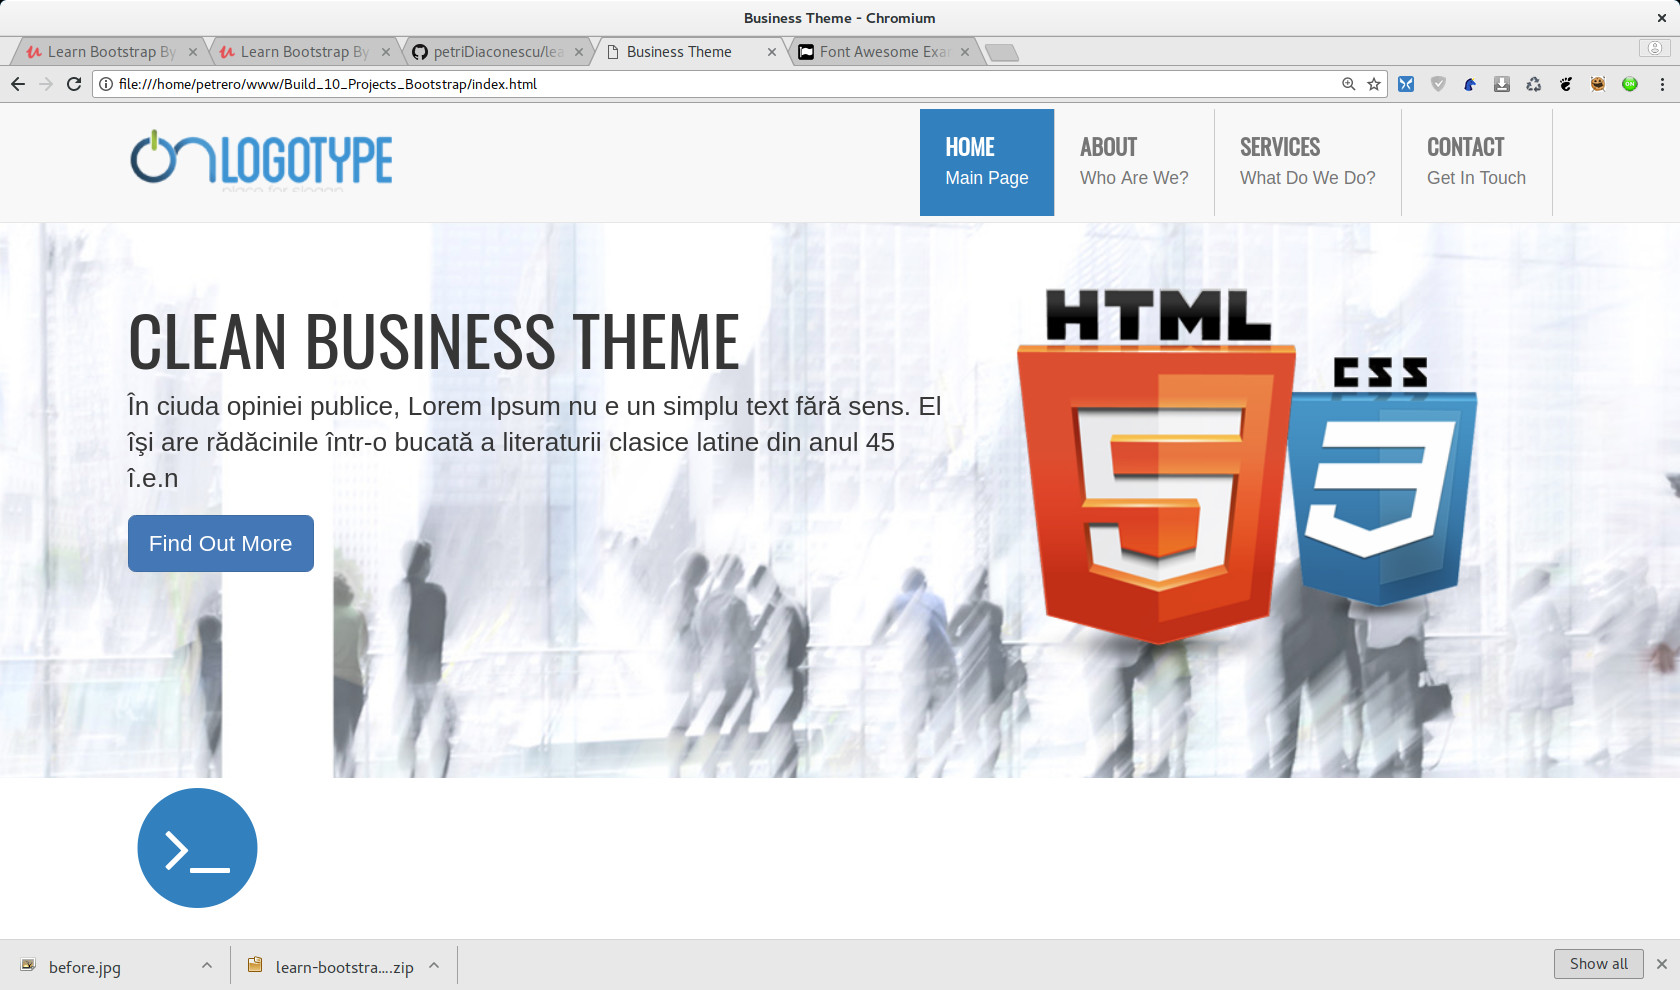 Business Theme - Chromium
Learn Bootstrap By
Learn Bootstrap By
petriDiaconescu/lea
Business Theme
Font Awesome Exa
file:///home/petrero/www/Build_10_Projects_Bootstrap/index.html
LOGOTYPE
place for slogan
HOME
Main Page
ABOUT
Who Are We?
SERVICES
What Do We Do?
CONTACT
Get In Touch
HTML
CSS
CLEAN BUSINESS THEME
În ciuda opiniei publice, Lorem Ipsum nu e un simplu text fără sens. El
îşi are rădăcinile într-o bucată a literaturii clasice latine din anul 45
î.e.n
Find Out More
before.jpg
learn-bootstra....zip
Show all